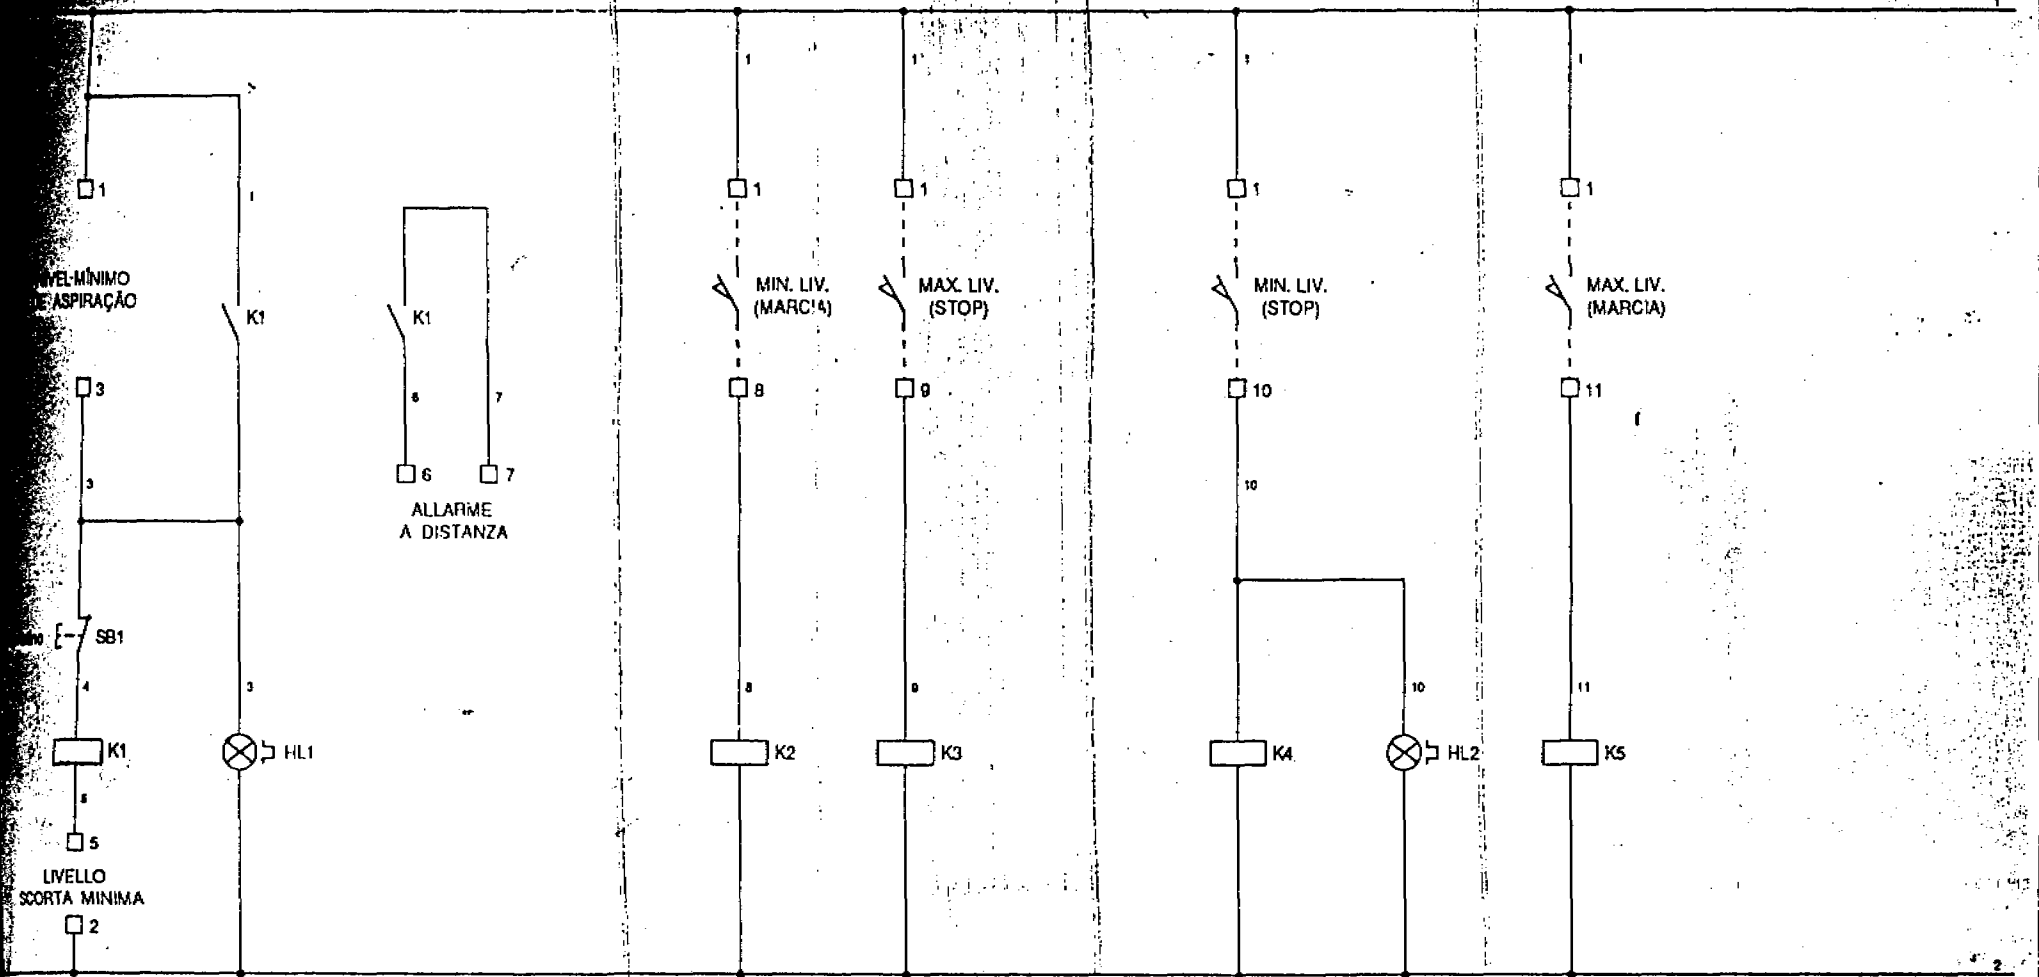 1
1
1
1
1
1
1
1
1
1
1
MÍNIMO
ASPIRAÇÃO
K1
K1
MIN. LIV.
(MARCIA)
MAX. LIV.
(STOP)
MIN. LIV.
(STOP)
MAX. LIV.
(MARCIA)
3
8
9
10
11
6
7
3
6
7
10
ALLARME
A DISTANZA
SB1
4
3
8
9
10
11
K1
HL1
K2
K3
K4
HL2
K5
5
5
LIVELLO
SCORTA MINIMA
2
2